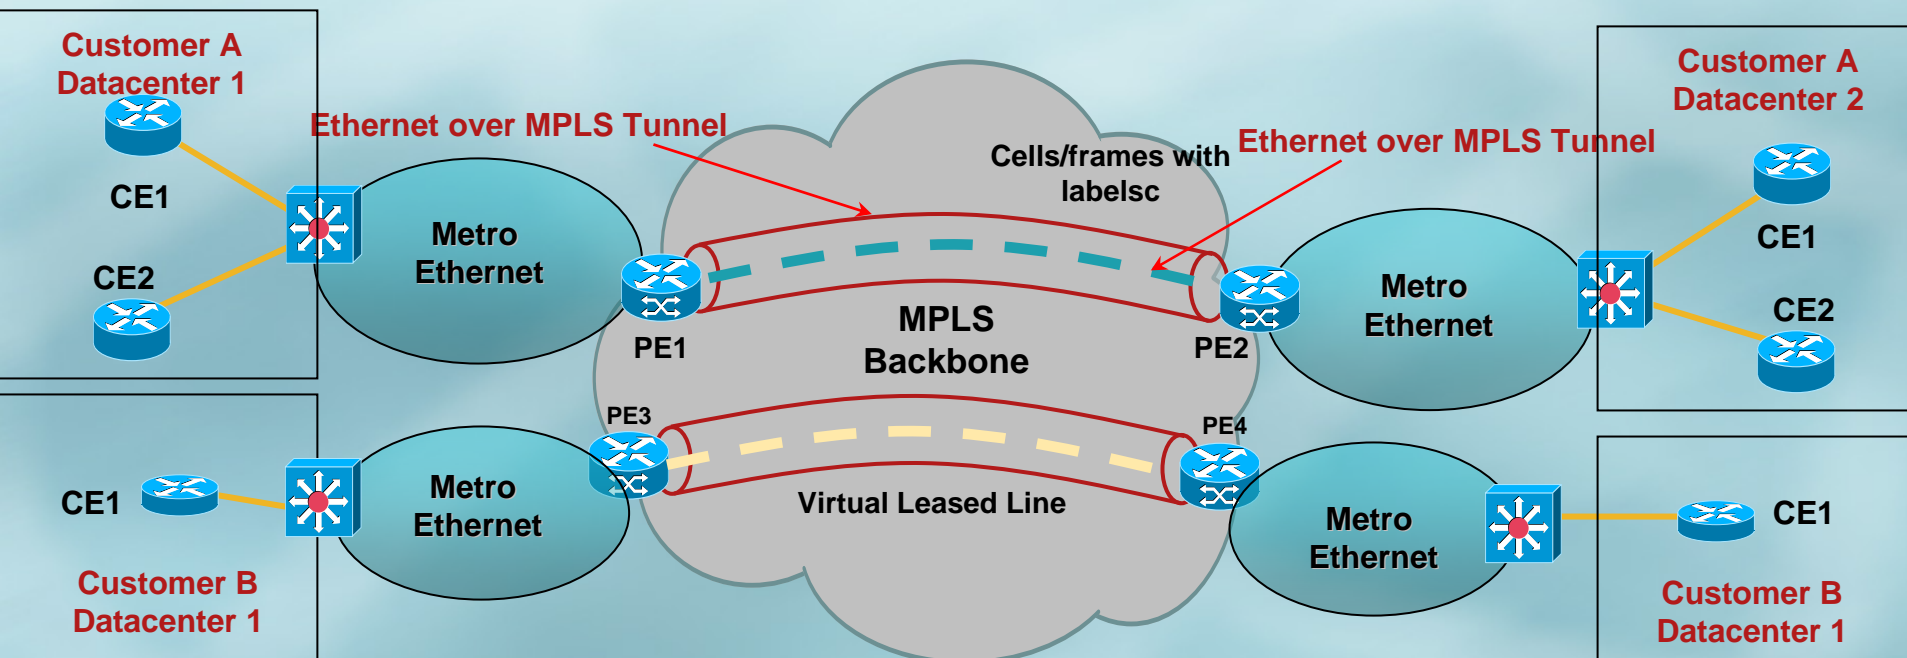 Customer A
Datacenter 1
CE1
CE2
Ethernet over MPLS Tunnel
Metro
Ethernet
PE1
Cells/frames with
labelsc
Ethernet over MPLS Tunnel
MPLS
Backbone
PE2
Metro
Ethernet
Customer A
Datacenter 2
CE1
CE2
CE1
Customer B
Datacenter 1
Metro
Ethernet
PE3
Virtual Leased Line
PE4
Metro
Ethernet
CE1
Customer B
Datacenter 1